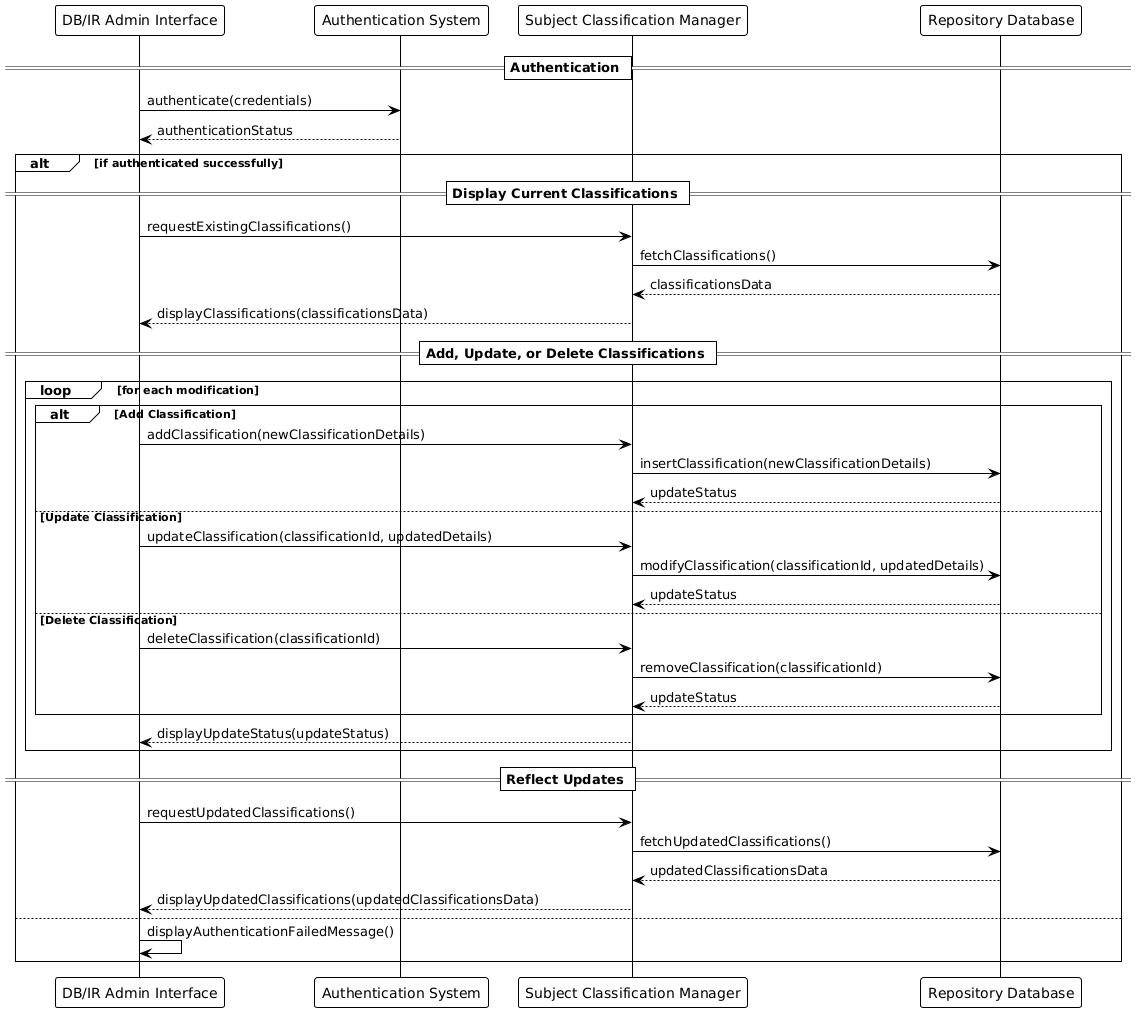 DB/IR Admin Interface
Authentication System
Subject Classification Manager
Repository Database
Authentication
authenticate(credentials)
authenticationStatus
alt
[if authenticated successfully]
Display Current Classifications
requestExistingClassifications()
fetchClassifications()
classificationsData
displayClassifications(classificationsData)
Add, Update, or Delete Classifications
loop
[for each modification]
alt
[Add Classification]
addClassification(newClassificationDetails)
insertClassification(newClassificationDetails)
updateStatus
[Update Classification]
updateClassification(classificationId, updatedDetails)
modifyClassification(classificationId, updatedDetails)
updateStatus
[Delete Classification]
deleteClassification(classificationId)
removeClassification(classificationId)
updateStatus
displayUpdateStatus(updateStatus)
Reflect Updates
requestUpdatedClassifications()
fetchUpdatedClassifications()
updatedClassificationsData
displayUpdatedClassifications(updatedClassificationsData)
displayAuthenticationFailedMessage()
DB/IR Admin Interface
Authentication System
Subject Classification Manager
Repository Database